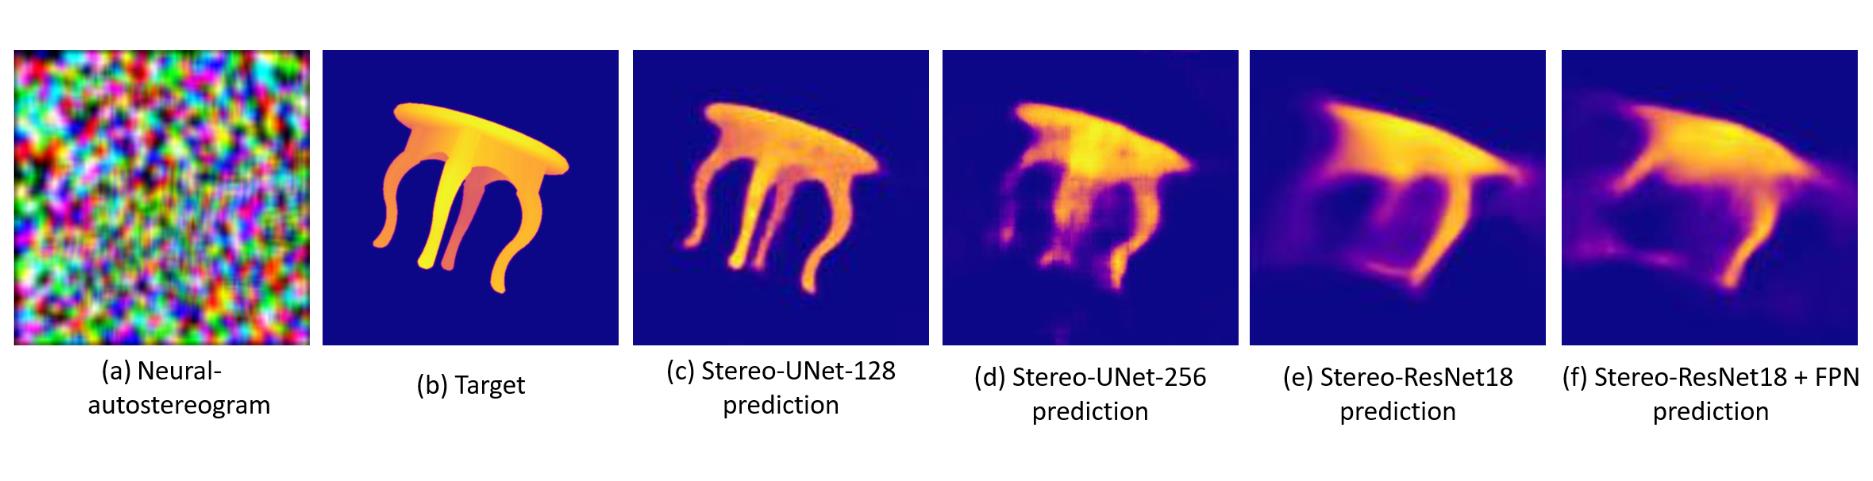 (a) Neural-
autostereogram
(b) Target
(c) Stereo-UNet-128
prediction
(d) Stereo-UNet-256
prediction
(e) Stereo-ResNet18
prediction
(f) Stereo-ResNet18 + FPN
prediction